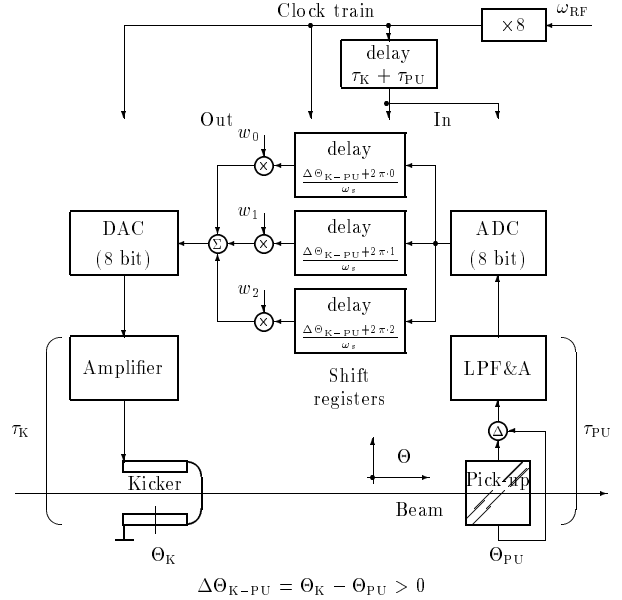 Clock train
×8
ω_RF
delay
τ_K + τ_PU
Out
In
w_0
delay
ΔΘ_K−PU+2π·0
ω_s
w_1
DAC
(8 bit)
Σ
×
delay
ΔΘ_K−PU+2π·1
ω_s
ADC
(8 bit)
w_2
delay
ΔΘ_K−PU+2π·2
ω_s
×
×
Amplifier
Shift
registers
LPF&A
τ_K
Δ
τ_PU
Θ
Kicker
Pick-up
Beam
Θ_K
Θ_PU
ΔΘ_K−PU = Θ_K − Θ_PU > 0